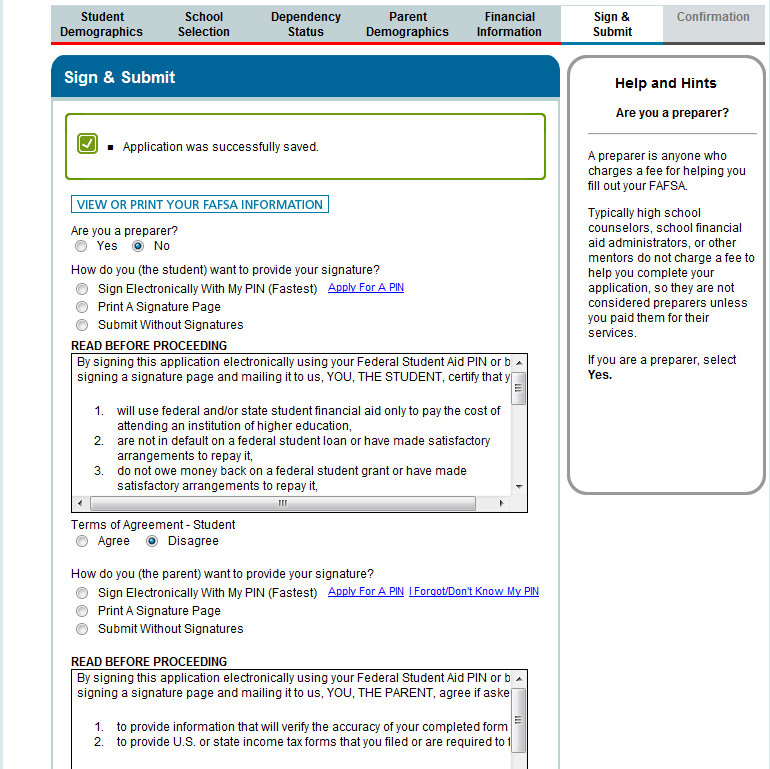 Student Demographics
School Selection
Dependency Status
Parent Demographics
Financial Information
Sign & Submit
Confirmation
Sign & Submit
Application was successfully saved.
VIEW OR PRINT YOUR FAFSA INFORMATION
Are you a preparer?
Yes No
How do you (the student) want to provide your signature?
Sign Electronically With My PIN (Fastest) Apply For A PIN
Print A Signature Page
Submit Without Signatures
READ BEFORE PROCEEDING
By signing this application electronically using your Federal Student Aid PIN or b
signing a signature page and mailing it to us, YOU, THE STUDENT, certify that y
1. will use federal and/or state student financial aid only to pay the cost of
attending an institution of higher education,
2. are not in default on a federal student loan or have made satisfactory
arrangements to repay it,
3. do not owe money back on a federal student grant or have made
satisfactory arrangements to repay it,
Terms of Agreement - Student
Agree Disagree
How do you (the parent) want to provide your signature?
Sign Electronically With My PIN (Fastest) Apply For A PIN I Forgot/Don't Know My PIN
Print A Signature Page
Submit Without Signatures
READ BEFORE PROCEEDING
By signing this application electronically using your Federal Student Aid PIN or b
signing a signature page and mailing it to us, YOU, THE PARENT, agree if aske
1. to provide information that will verify the accuracy of your completed form
2. to provide U.S. or state income tax forms that you filed or are required to f
Help and Hints
Are you a preparer?
A preparer is anyone who
charges a fee for helping you
fill out your FAFSA.
Typically high school
counselors, school financial
aid administrators, or other
mentors do not charge a fee to
help you complete your
application, so they are not
considered preparers unless
you paid them for their
services.
If you are a preparer, select
Yes.